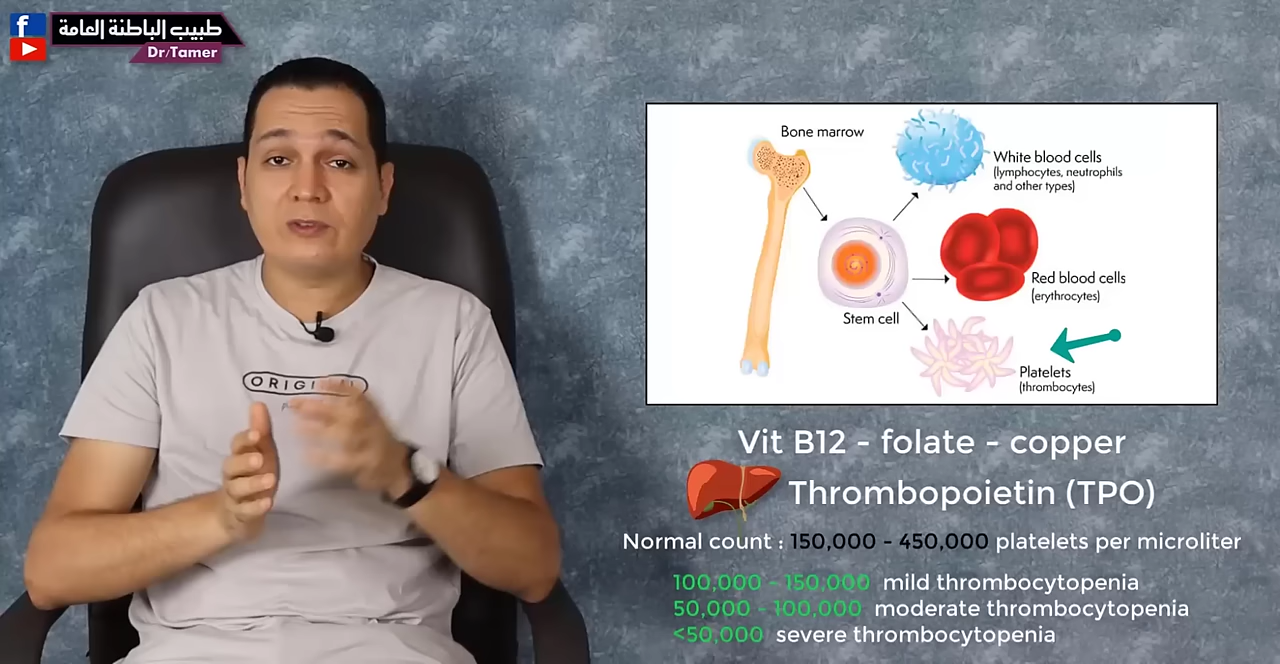 طبيب الباطنة العامة
Dr/Tamer
Bone marrow
White blood cells
(lymphocytes, neutrophils
and other types)
Red blood cells
(erythrocytes)
Stem cell
Platelets
(thrombocytes)
Vit B12 - folate - copper
Thrombopoietin (TPO)
Normal count : 150,000 - 450,000 platelets per microliter
100,000 - 150,000 mild thrombocytopenia
50,000 - 100,000 moderate thrombocytopenia
<50,000 severe thrombocytopenia